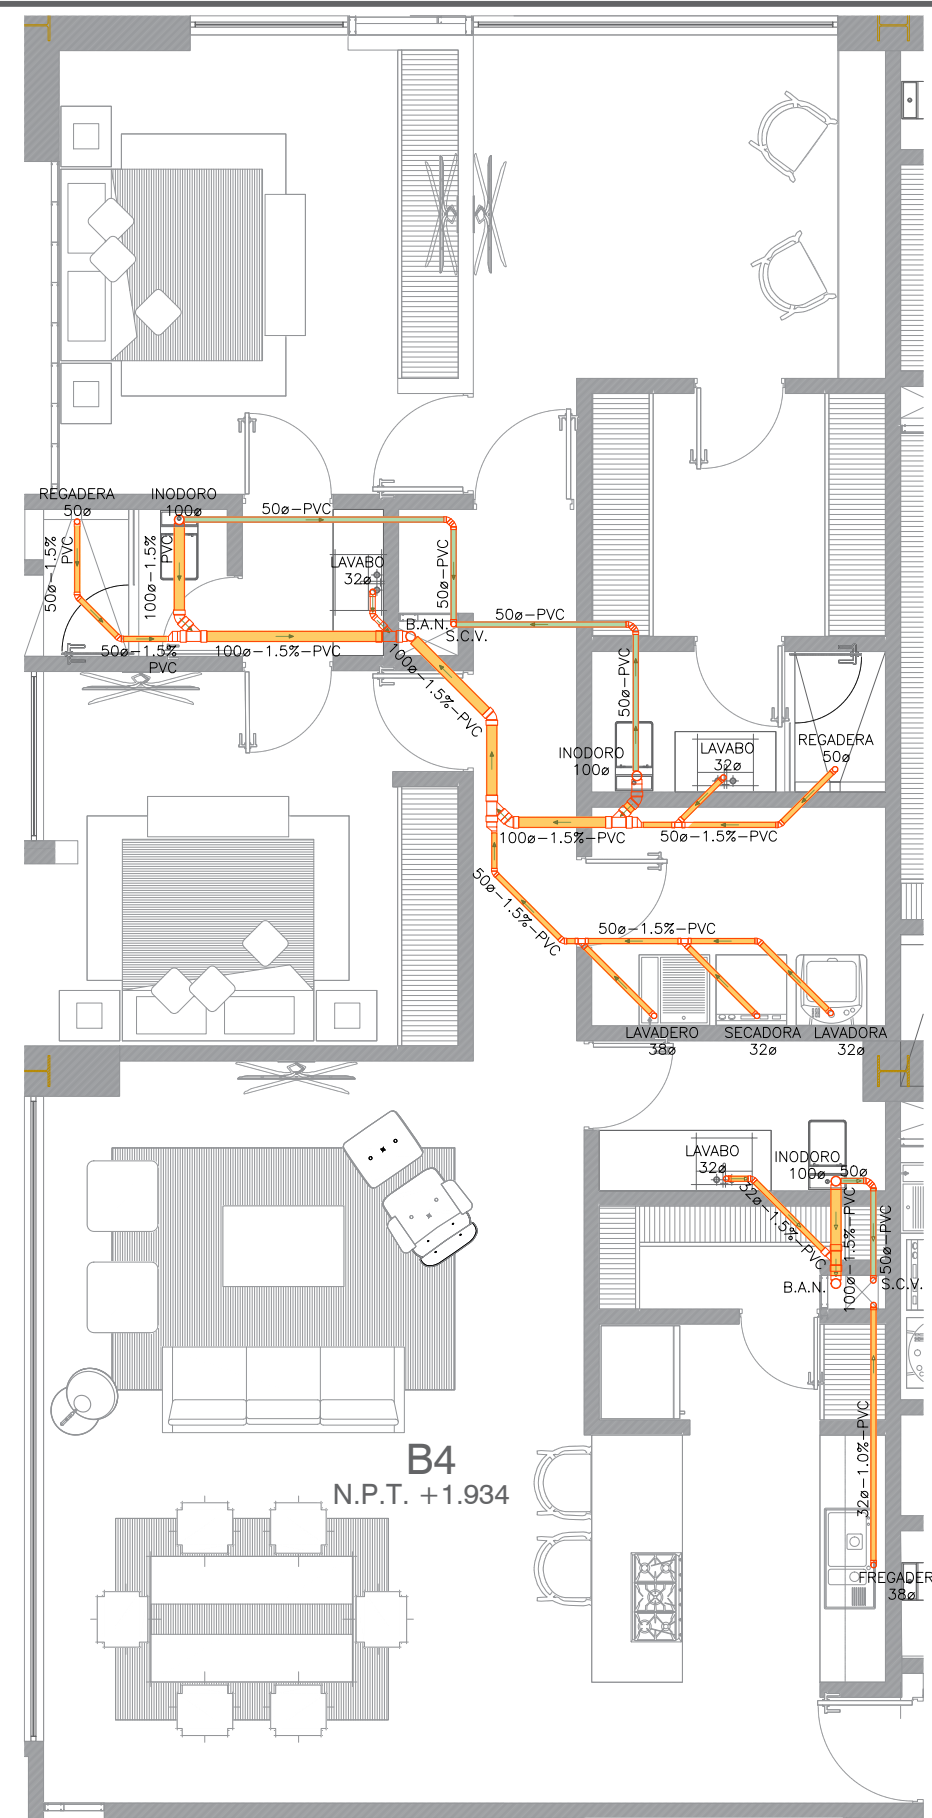 REGADERA
50ø
INODORO
100ø
50ø-PVC
50ø-1.5%
PVC
100ø-1.5%
PVC
LAVABO
32ø
50ø-PVC
B.A.N.
S.C.V.
50ø-PVC
50ø-1.5%
PVC
100ø-1.5%-PVC
100ø-1.5%-PVC
50ø-PVC
INODORO
100ø
LAVABO
32ø
REGADERA
50ø
100ø-1.5%-PVC
50ø-1.5%-PVC
50ø-1.5%-PVC
50ø-1.5%-PVC
LAVADERO
38ø
SECADORA
32ø
LAVADORA
32ø
LAVABO
32ø
INODORO
100ø
50ø
32ø-1.5%-PVC
100ø-1.5%-PVC
50ø-PVC
B.A.N.
S.C.V.
32ø-1.0%-PVC
B4
N.P.T. +1.934
FREGADER
38ø